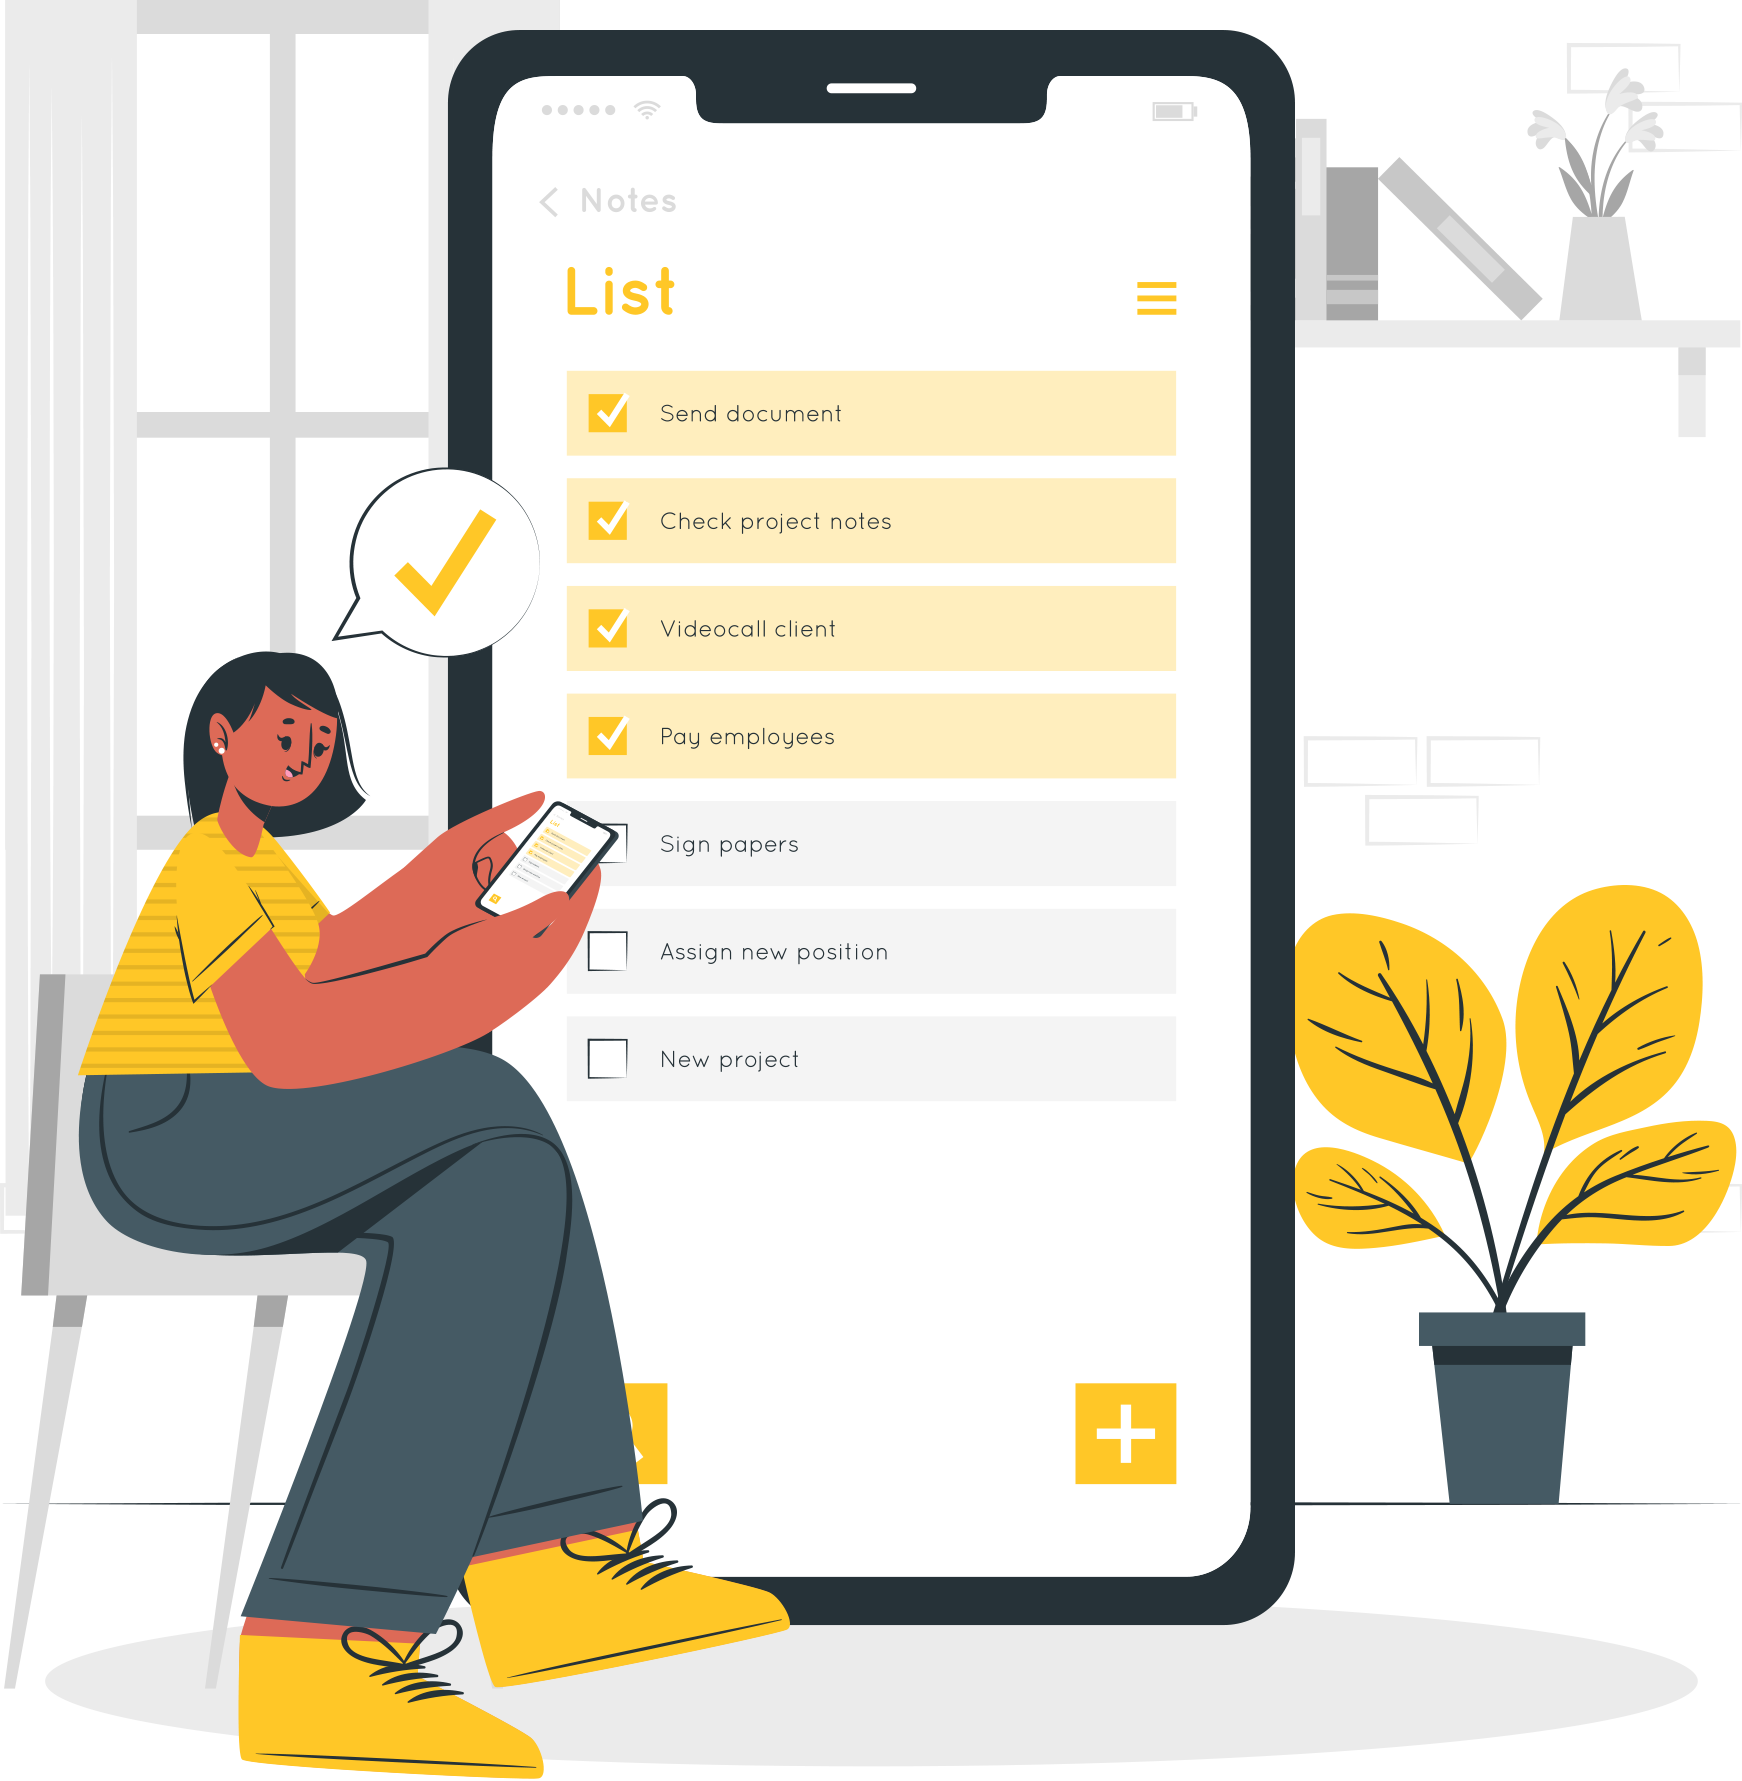 Notes
List
Send document
Check project notes
Videocall client
Pay employees
Sign papers
Assign new position
New project